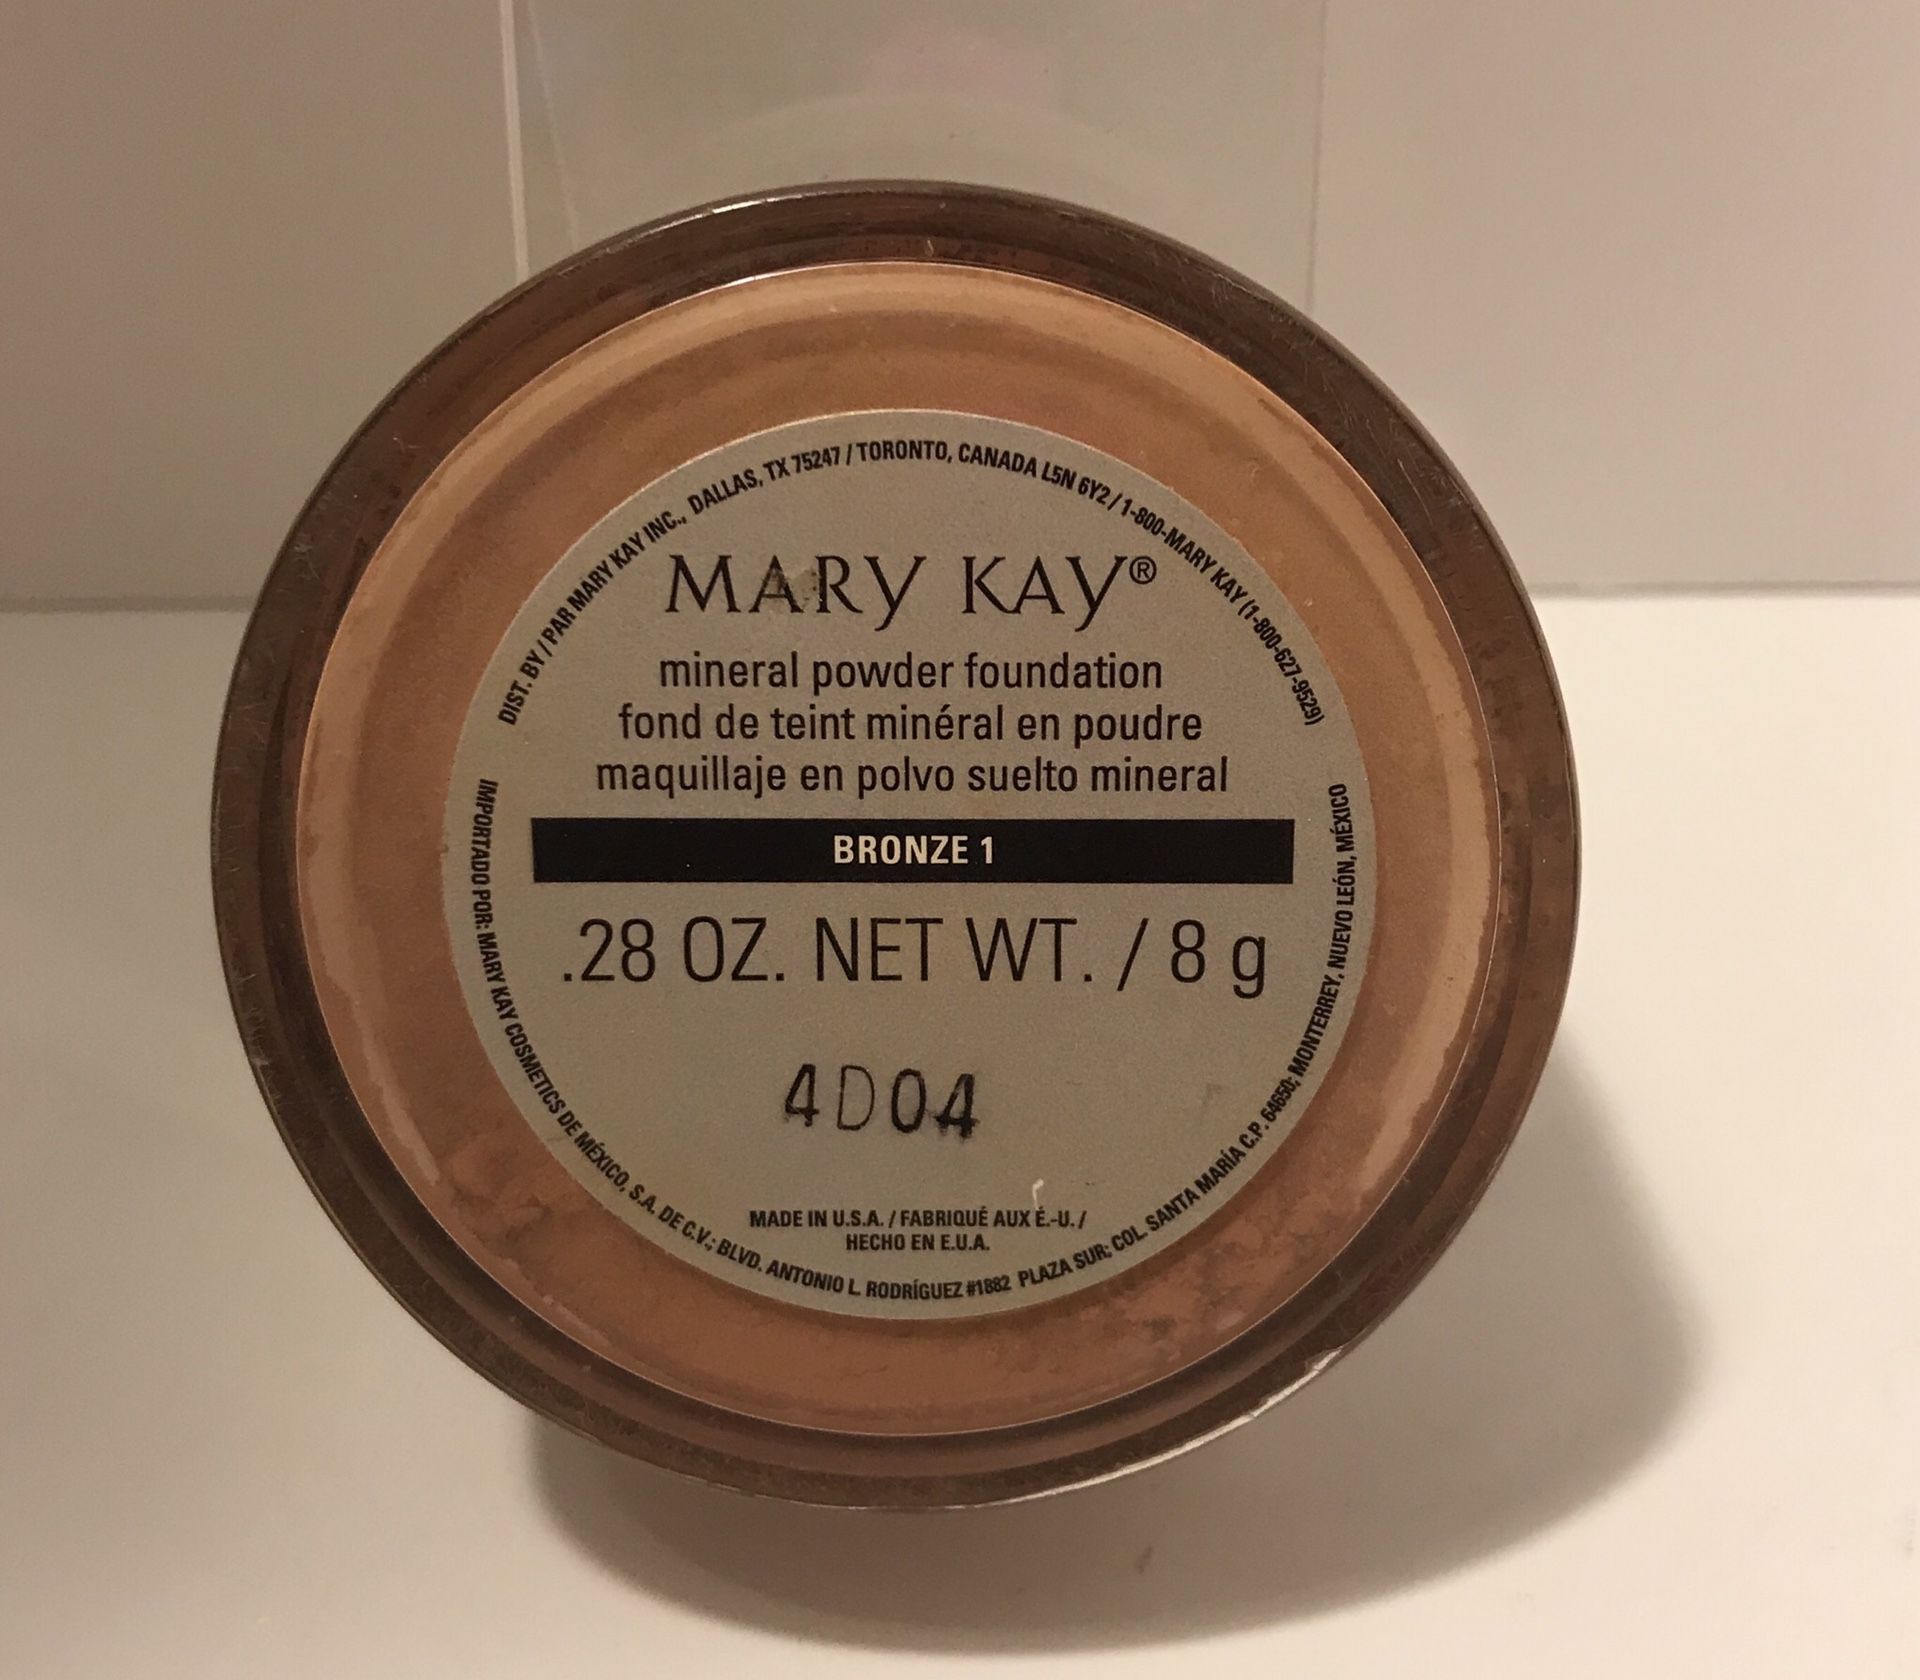 DIST. BY / PAR MARY KAY INC., DALLAS, TX 75247 / TORONTO, CANADA L5N 6Y2 / 1-800-MARY KAY (1-800-627-9529)
MARY KAY®
mineral powder foundation
fond de teint minéral en poudre
maquillaje en polvo suelto mineral
BRONZE 1
.28 OZ. NET WT. / 8 g
4D04
MADE IN U.S.A. / FABRIQUÉ AUX É.-U. /
HECHO EN E.U.A.
IMPORTADO POR: MARY KAY COSMETICS DE MÉXICO, S.A. DE C.V.; BLVD. ANTONIO L. RODRÍGUEZ #1882 PLAZA SUR; COL. SANTA MARÍA C.P. 64650; MONTERREY, NUEVO LEÓN, MÉXICO